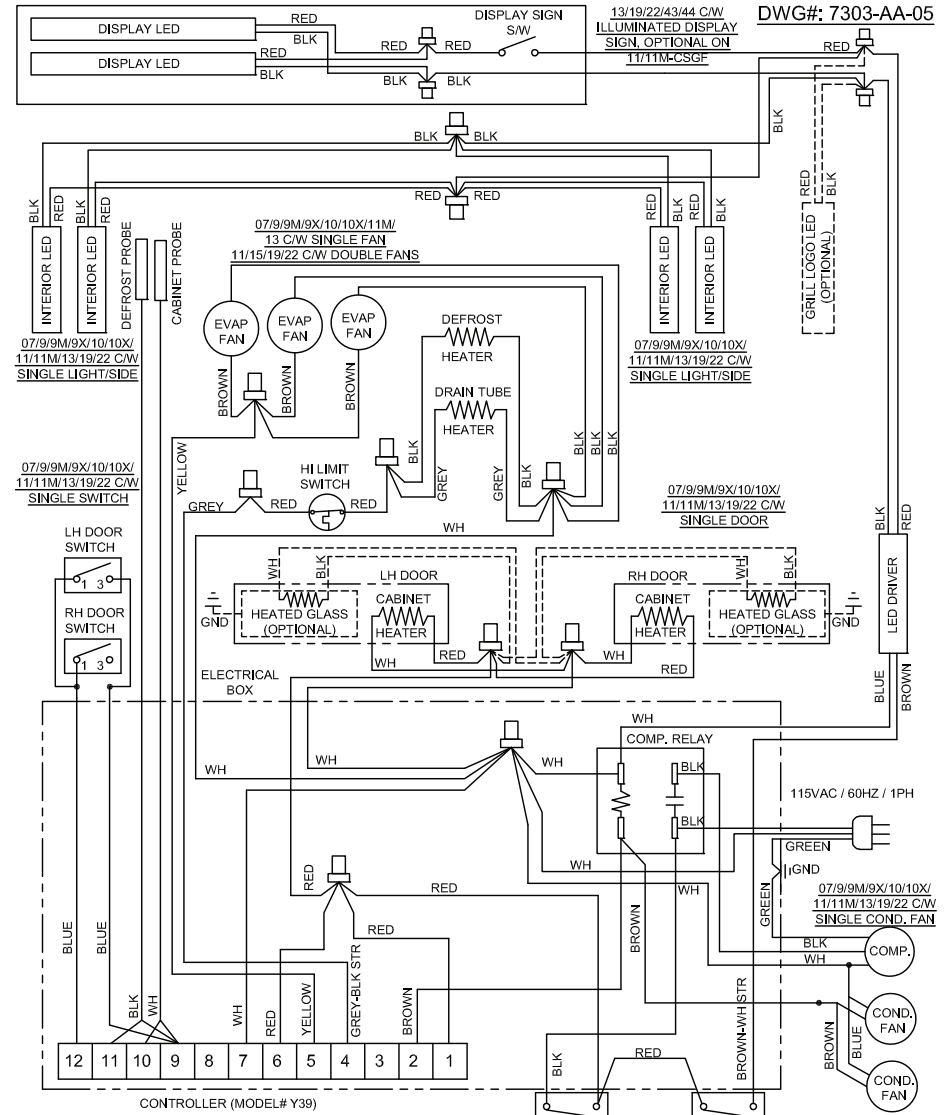 DWG#: 7303-AA-05
DISPLAY LED
DISPLAY LED
RED
BLK
RED
BLK
RED
RED
BLK
BLK
DISPLAY SIGN
S/W
13/19/22/43/44 C/W
ILLUMINATED DISPLAY
SIGN, OPTIONAL ON
11/11M-CSGF
RED
BLK
BLK
BLK
RED
RED
BLK
RED
BLK
RED
RED
BLK
RED
BLK
RED
BLK
INTERIOR LED
INTERIOR LED
DEFROST PROBE
CABINET PROBE
INTERIOR LED
INTERIOR LED
GRILL LOGO LED
(OPTIONAL)
07/9/9M/9X/10/10X/11M/
13 C/W SINGLE FAN
11/15/19/22 C/W DOUBLE FANS
EVAP
FAN
EVAP
FAN
EVAP
FAN
07/9/9M/9X/10/10X/
11/11M/13/19/22 C/W
SINGLE LIGHT/SIDE
07/9/9M/9X/10/10X/
11/11M/13/19/22 C/W
SINGLE LIGHT/SIDE
DEFROST
HEATER
DRAIN TUBE
HEATER
BROWN
BROWN
BROWN
YELLOW
BLK
GREY
GREY
BLK
BLK
BLK
BLK
07/9/9M/9X/10/10X/
11/11M/13/19/22 C/W
SINGLE SWITCH
HI LIMIT
SWITCH
GREY
RED
RED
WH
07/9/9M/9X/10/10X/
11/11M/13/19/22 C/W
SINGLE DOOR
LH DOOR
SWITCH
1 3
RH DOOR
SWITCH
1 3
WH
BLK
LH DOOR
CABINET
HEATER
HEATED GLASS
(OPTIONAL)
GND
RED
WH
RH DOOR
CABINET
HEATER
WH
BLK
HEATED GLASS
(OPTIONAL)
GND
WH
RED
BLK
RED
LED DRIVER
BLUE
BROWN
ELECTRICAL
BOX
WH
WH
WH
WH
COMP. RELAY
BLK
BLK
115VAC / 60HZ / 1PH
GREEN
GND
GREEN
WH
WH
RED
RED
RED
BROWN
07/9/9M/9X/10/10X/
11/11M/13/19/22 C/W
SINGLE COND. FAN
BLK
WH
COMP.
COND.
FAN
COND.
FAN
BROWN
BLUE
BLUE
BLUE
BLK
WH
WH
RED
YELLOW
GREY-BLK STR
BROWN
BLK
RED
BROWN-WH STR
12 11 10 9 8 7 6 5 4 3 2 1
CONTROLLER (MODEL# Y39)